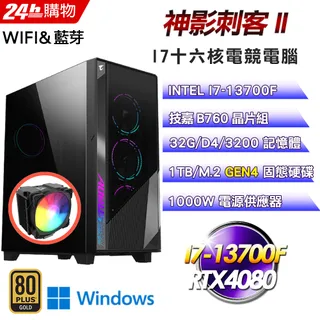 24h購物
WIFI&藍芽
神影刺客 II
I7十六核電競電腦
INTEL I7-13700F
技嘉 B760 晶片組
32G/D4/3200 記憶體
1TB/M.2 GEN4 固態硬碟
1000W 電源供應器
I7-13700F
RTX4080
80
PLUS
GOLD
Windows